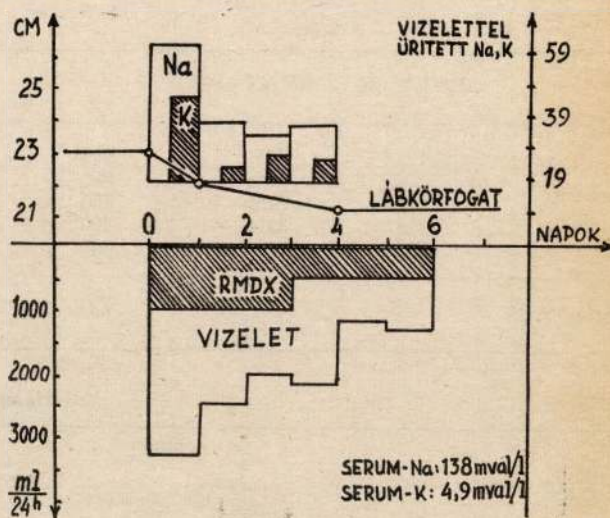 CM
VIZELETTEL
ÜRITETT Na,K
59
Na
25
39
K
23
19
LÁBKÖRFOGAT
21
0 2 4 6
NAPOK
RMDX
1000
VIZELET
2000
3000
SERUM-Na: 138 mval/l
SERUM-K: 4,9 mval/l
ml
24h